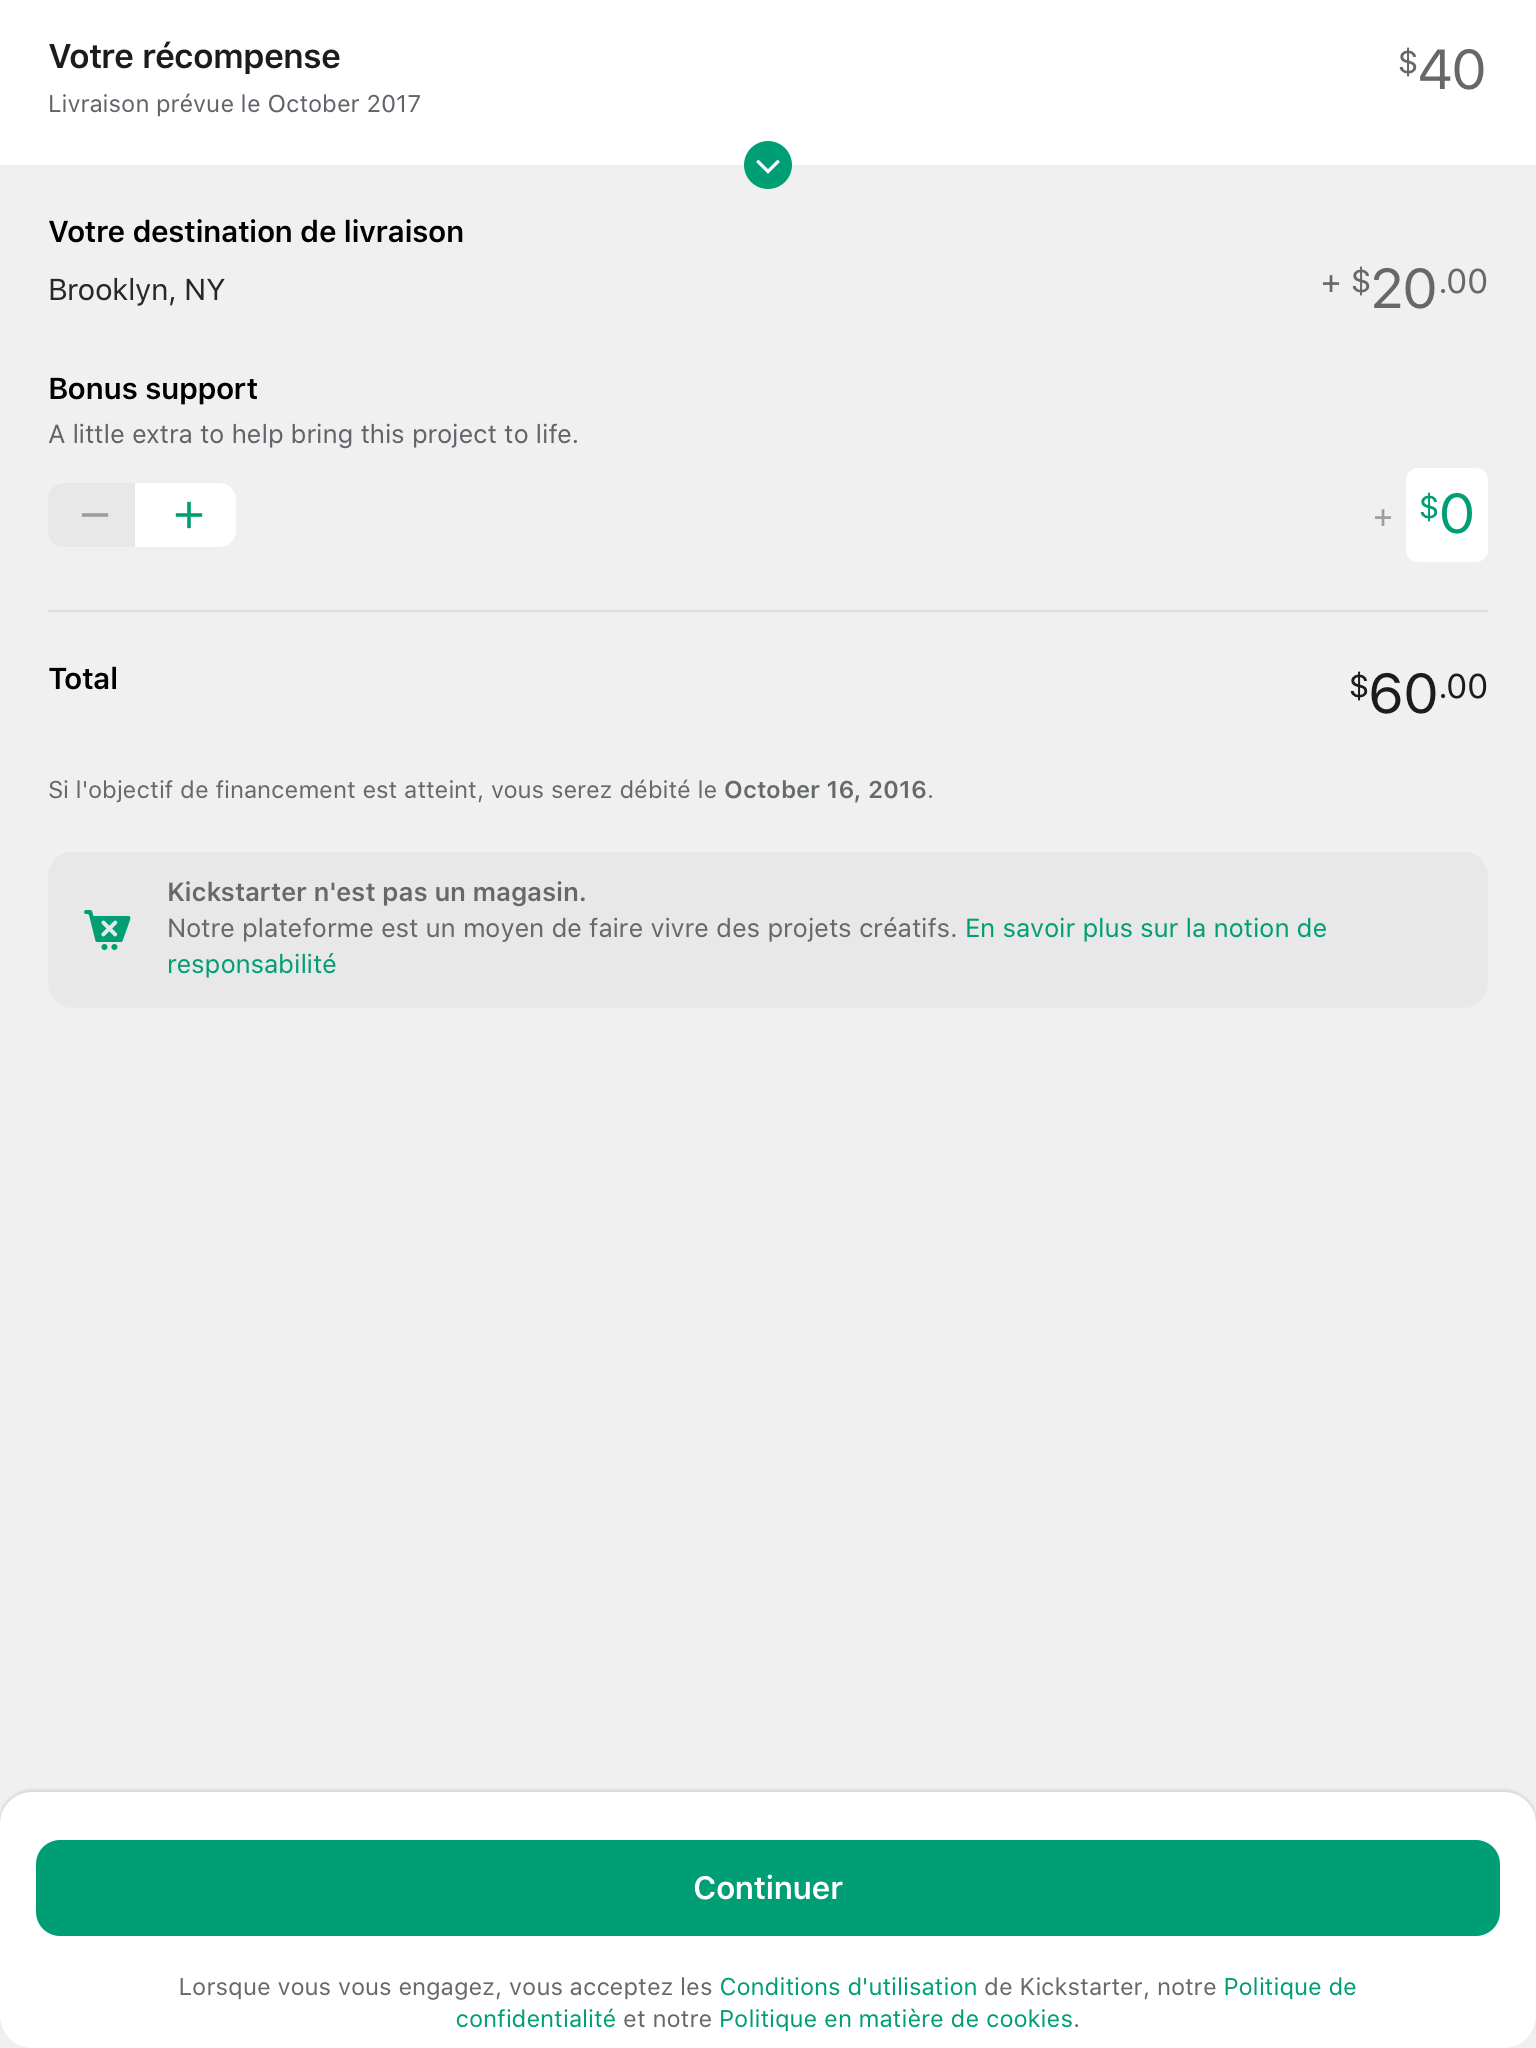 Votre récompense
$40
Livraison prévue le October 2017
Votre destination de livraison
Brooklyn, NY
+ $20.00
Bonus support
A little extra to help bring this project to life.
− +
+ $0
Total
$60.00
Si l'objectif de financement est atteint, vous serez débité le October 16, 2016.
Kickstarter n'est pas un magasin.
Notre plateforme est un moyen de faire vivre des projets créatifs. En savoir plus sur la notion de
responsabilité
Continuer
Lorsque vous vous engagez, vous acceptez les Conditions d'utilisation de Kickstarter, notre Politique de
confidentialité et notre Politique en matière de cookies.